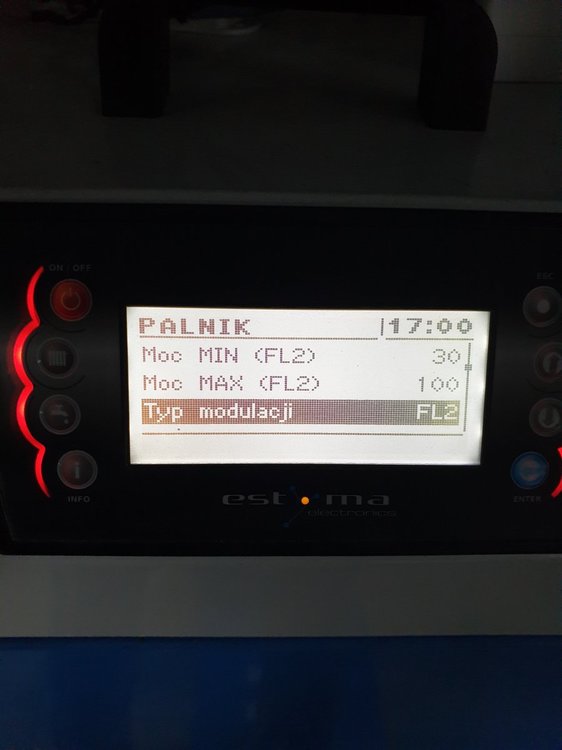 ON / OFF
ESC
PALNIK 17:00
Moc MIN (FL2) 30
Moc MAX (FL2) 100
Typ modulacji FL2
INFO
ENTER
estyma
electronics